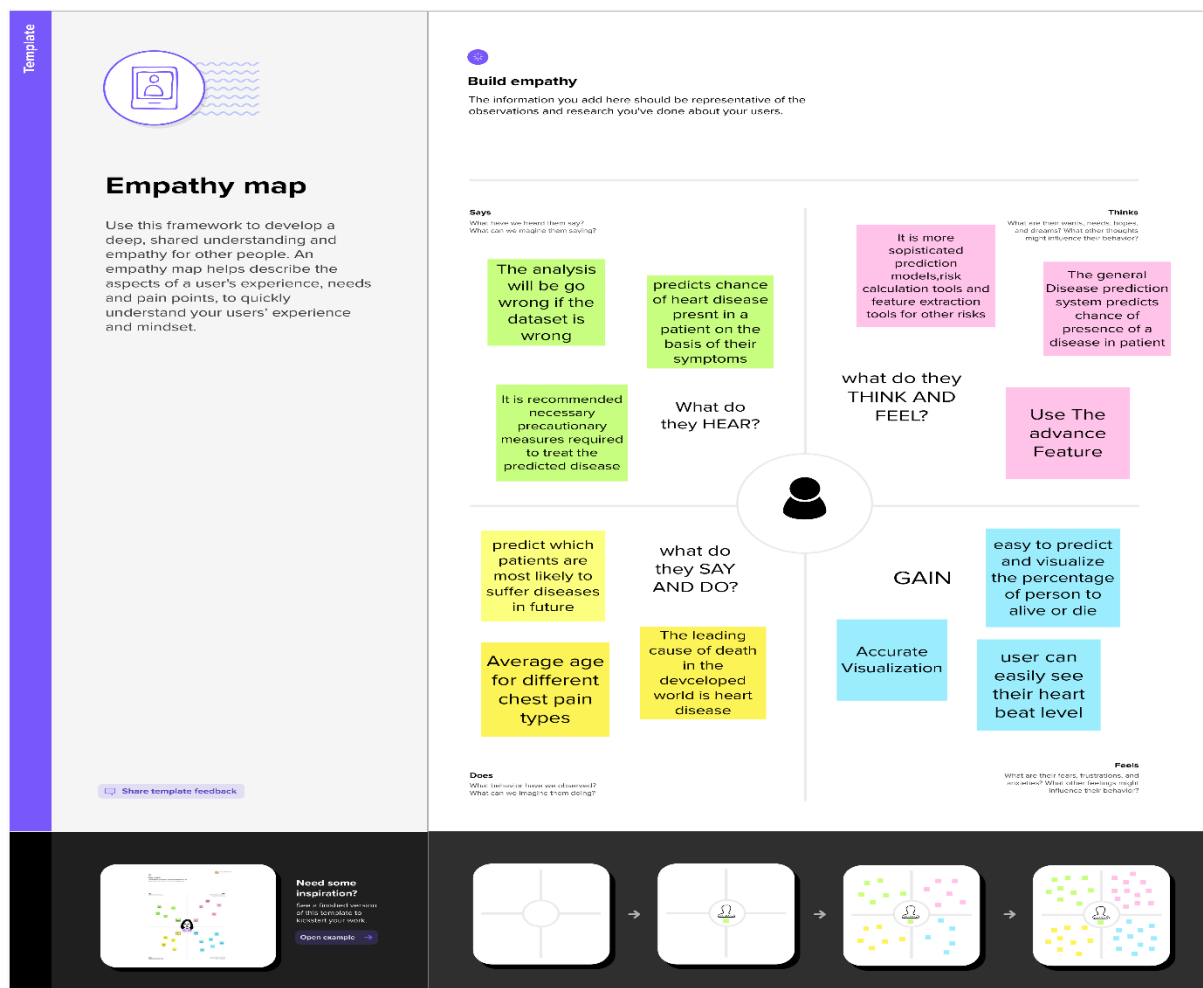 Template
Empathy map
Use this framework to develop a
deep, shared understanding and
empathy for other people. An
empathy map helps describe the
aspects of a user's experience, needs
and pain points, to quickly
understand your users' experience
and mindset.
Share template feedback
Build empathy
The information you add here should be representative of the
observations and research you've done about your users.
Says
What have we heard them say?
What can we magine them saying?
The analysis
will be go
wrong if the
dataset is
wrong
predicts chance
of heart disease
presnt in a
patient on the
basis of their
symptoms
It is recommended
necessary
precautionary
measures required
to treat the
predicted disease
What do
they HEAR?
Thinks
What are their wants, needs, hopes,
and dreams? What other thoughts
might influence their behavior?
It is more
sopisticated
prediction
models,risk
calculation tools and
feature extraction
tools for other risks
The general
Disease prediction
system predicts
chance of
presence of a
disease in patient
what do they
THINK AND
FEEL?
Use The
advance
Feature
predict which
patients are
most likely to
suffer diseases
in future
what do
they SAY
AND DO?
Average age
for different
chest pain
types
The leading
cause of death
in the
devceloped
world is heart
disease
Does
What behavior have we observed?
What can we imagine them doing?
GAIN
easy to predict
and visualize
the percentage
of person to
alive or die
Accurate
Visualization
user can
easily see
their heart
beat level
Feels
What are their fears, frustrations, and
anxieties? What other feelings might
influence their behavior?
Need some
inspiration?
See a finished version
of this template to
kickstart your work.
Open example